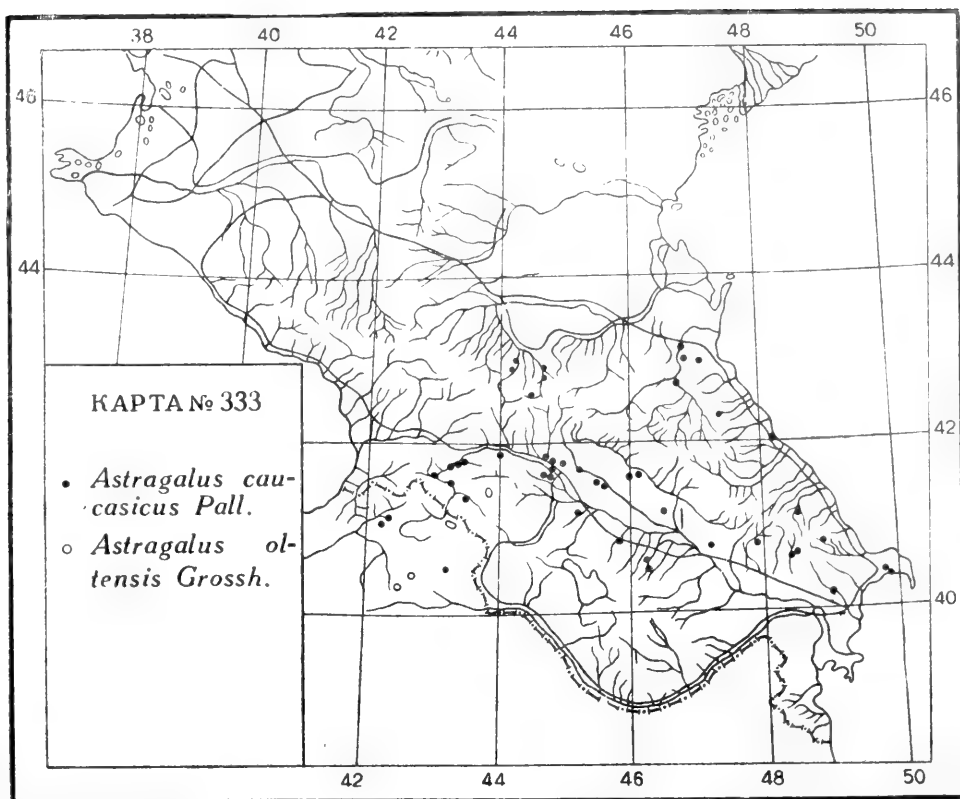 38 40 42 44 46 48 50
46 46
44 44
КАРТА № 333
42
• Astragalus cau-
casicus Pall.
○ Astragalus ol-
tensis Grossh.
40
42 44 46 48 50